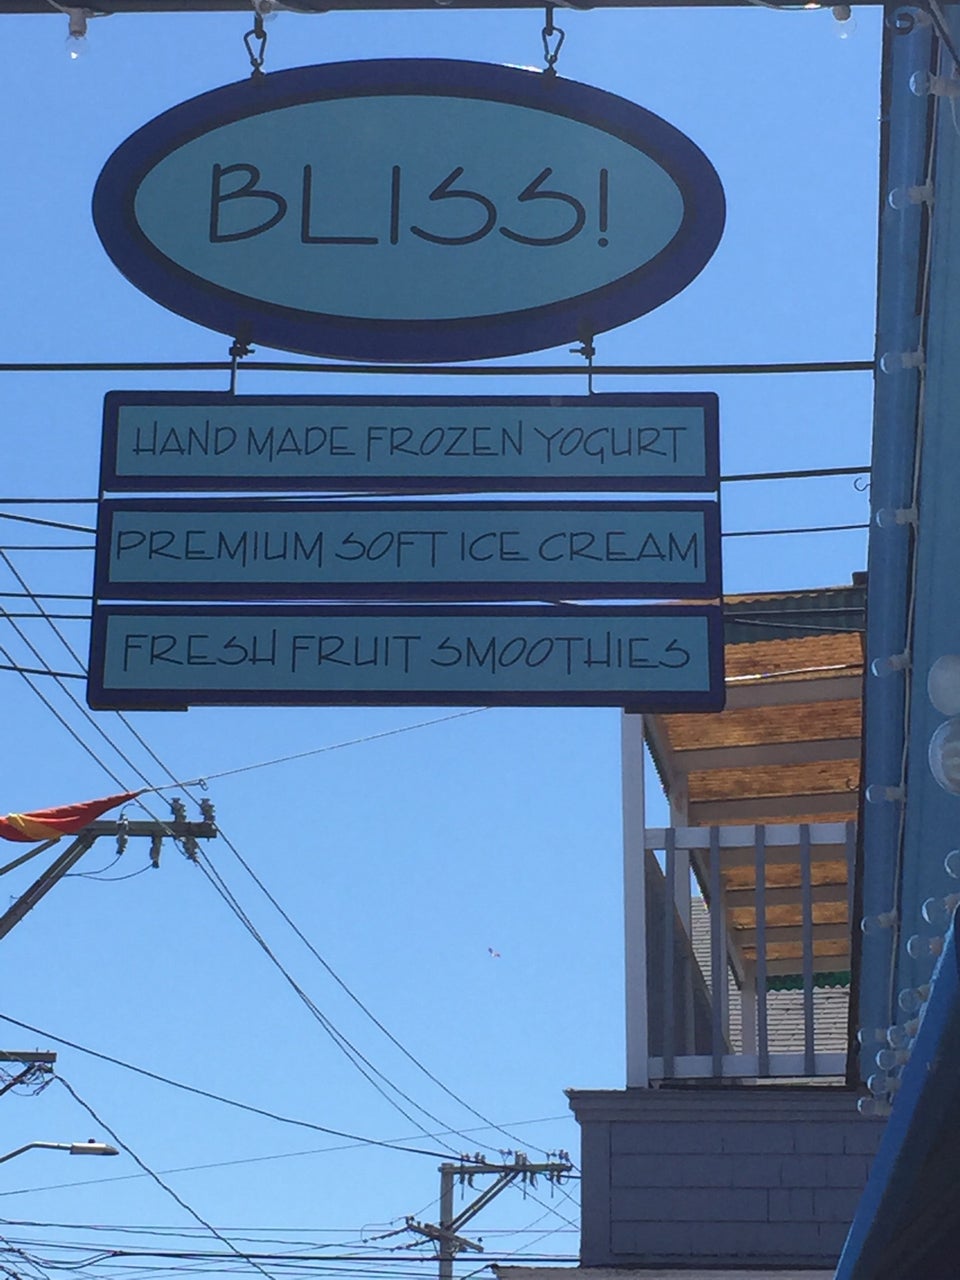 BLISS!
HAND MADE FROZEN YOGURT
PREMIUM SOFT ICE CREAM
FRESH FRUIT SMOOTHIES